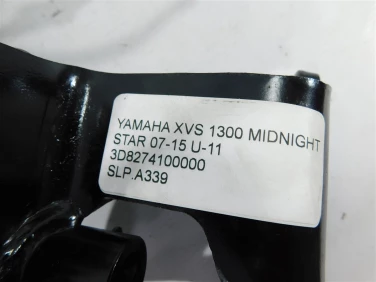 YAMAHA XVS 1300 MIDNIGHT
STAR 07-15 U-11
3D8274100000
SLP.A339